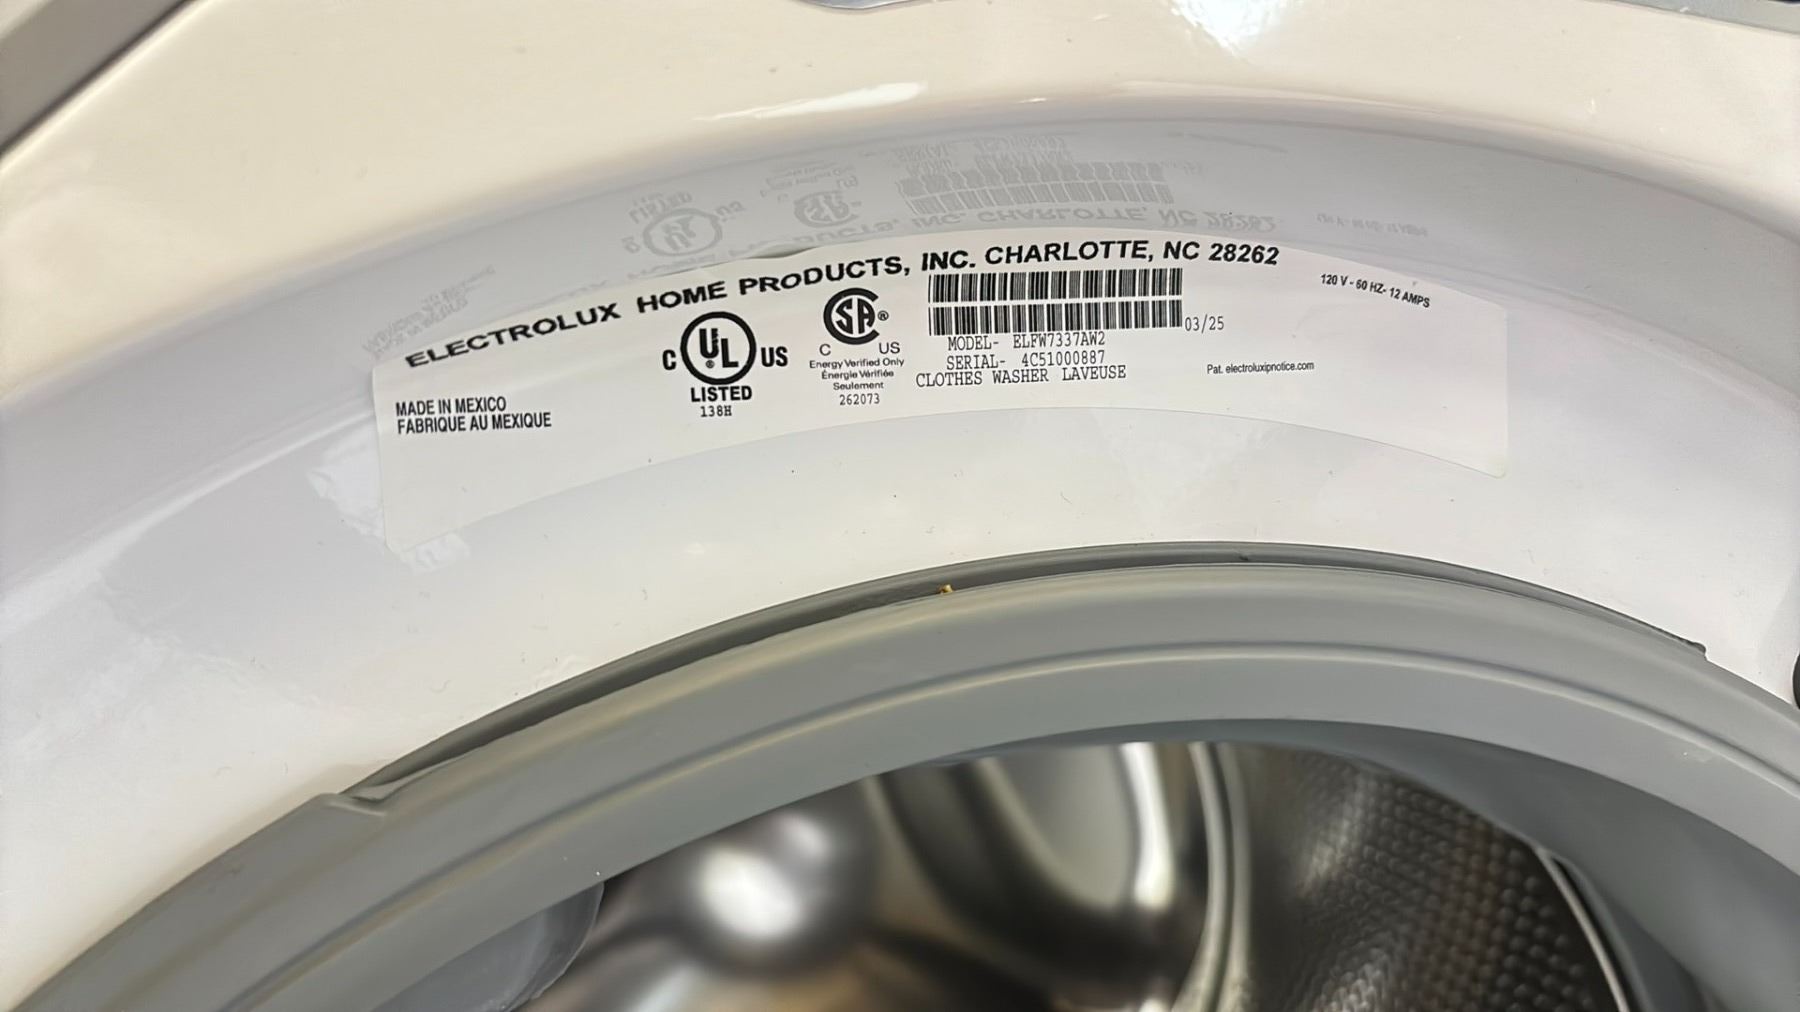 ELECTROLUX HOME PRODUCTS, INC. CHARLOTTE, NC 28262
120 V - 60 HZ- 12 AMPS
MADE IN MEXICO
FABRIQUE AU MEXIQUE
C UL® US
LISTED
138H
SA®
C US
Energy Verified Only
Énergie Vérifiée
Seulement
262073
03/25
MODEL- ELFW7337AW2
SERIAL- 4C51000887
CLOTHES WASHER LAVEUSE
Pat. electroluxipnotice.com